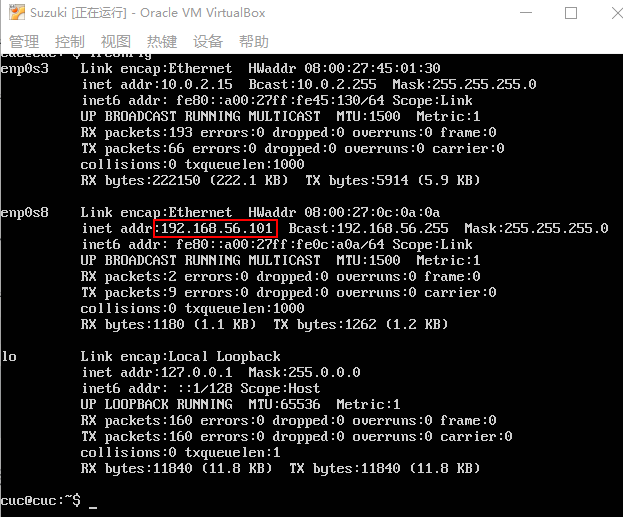 Suzuki [正在运行] - Oracle VM VirtualBox
管理 控制 视图 热键 设备 帮助
cuc@cuc:~$ ifconfig
enp0s3 Link encap:Ethernet HWaddr 08:00:27:45:01:30
inet addr:10.0.2.15 Bcast:10.0.2.255 Mask:255.255.255.0
inet6 addr: fe80::a00:27ff:fe45:130/64 Scope:Link
UP BROADCAST RUNNING MULTICAST MTU:1500 Metric:1
RX packets:193 errors:0 dropped:0 overruns:0 frame:0
TX packets:66 errors:0 dropped:0 overruns:0 carrier:0
collisions:0 txqueuelen:1000
RX bytes:222150 (222.1 KB) TX bytes:5914 (5.9 KB)
enp0s8 Link encap:Ethernet HWaddr 08:00:27:0c:0a:0a
inet addr:192.168.56.101 Bcast:192.168.56.255 Mask:255.255.255.0
inet6 addr: fe80::a00:27ff:fe0c:a0a/64 Scope:Link
UP BROADCAST RUNNING MULTICAST MTU:1500 Metric:1
RX packets:2 errors:0 dropped:0 overruns:0 frame:0
TX packets:9 errors:0 dropped:0 overruns:0 carrier:0
collisions:0 txqueuelen:1000
RX bytes:1180 (1.1 KB) TX bytes:1262 (1.2 KB)
lo Link encap:Local Loopback
inet addr:127.0.0.1 Mask:255.0.0.0
inet6 addr: ::1/128 Scope:Host
UP LOOPBACK RUNNING MTU:65536 Metric:1
RX packets:160 errors:0 dropped:0 overruns:0 frame:0
TX packets:160 errors:0 dropped:0 overruns:0 carrier:0
collisions:0 txqueuelen:1
RX bytes:11840 (11.8 KB) TX bytes:11840 (11.8 KB)
cuc@cuc:~$ _